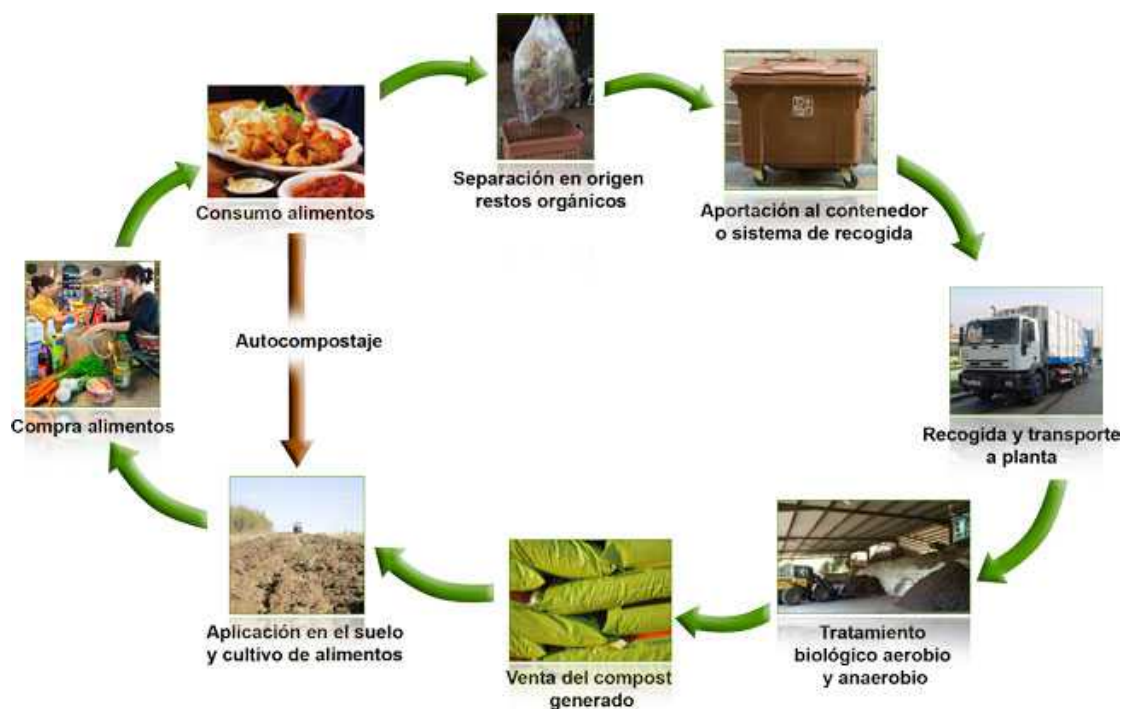 Consumo alimentos
Separación en origen
restos orgánicos
Aportación al contenedor
o sistema de recogida
Recogida y transporte
a planta
Tratamiento
biológico aerobio
y anaerobio
Venta del compost
generado
Aplicación en el suelo
y cultivo de alimentos
Compra alimentos
Autocompostaje